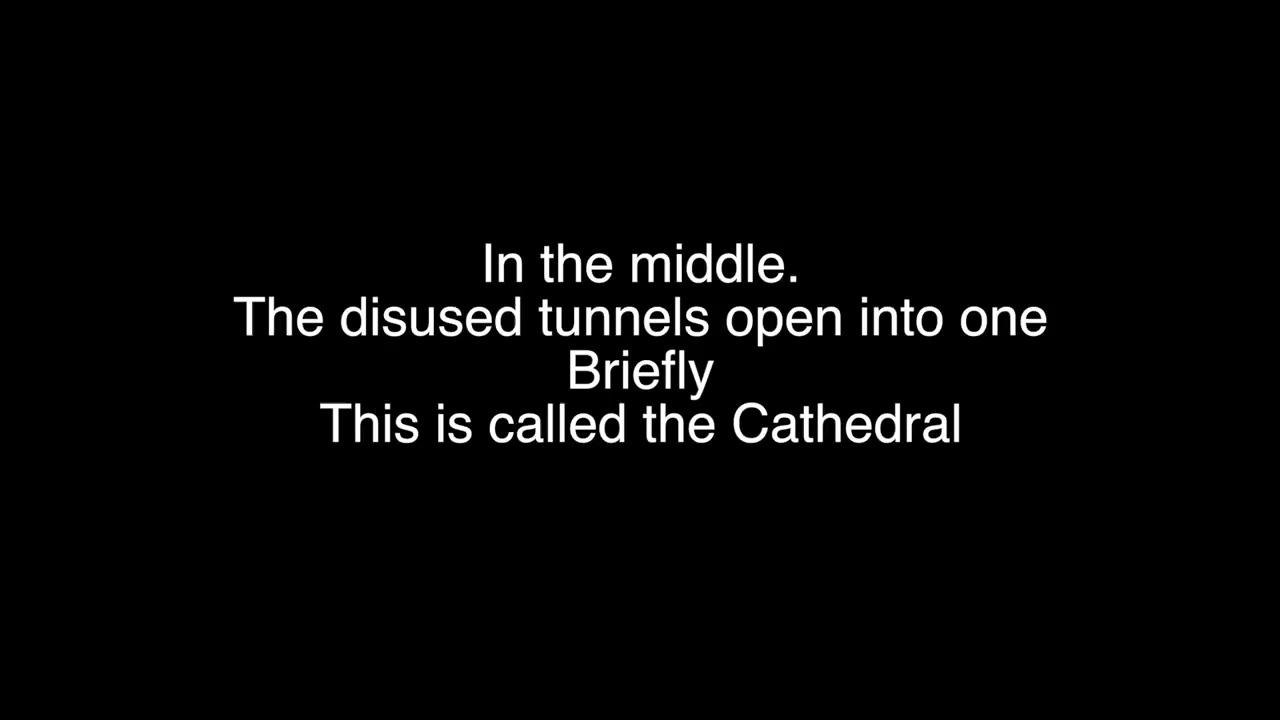 In the middle.
The disused tunnels open into one
Briefly
This is called the Cathedral